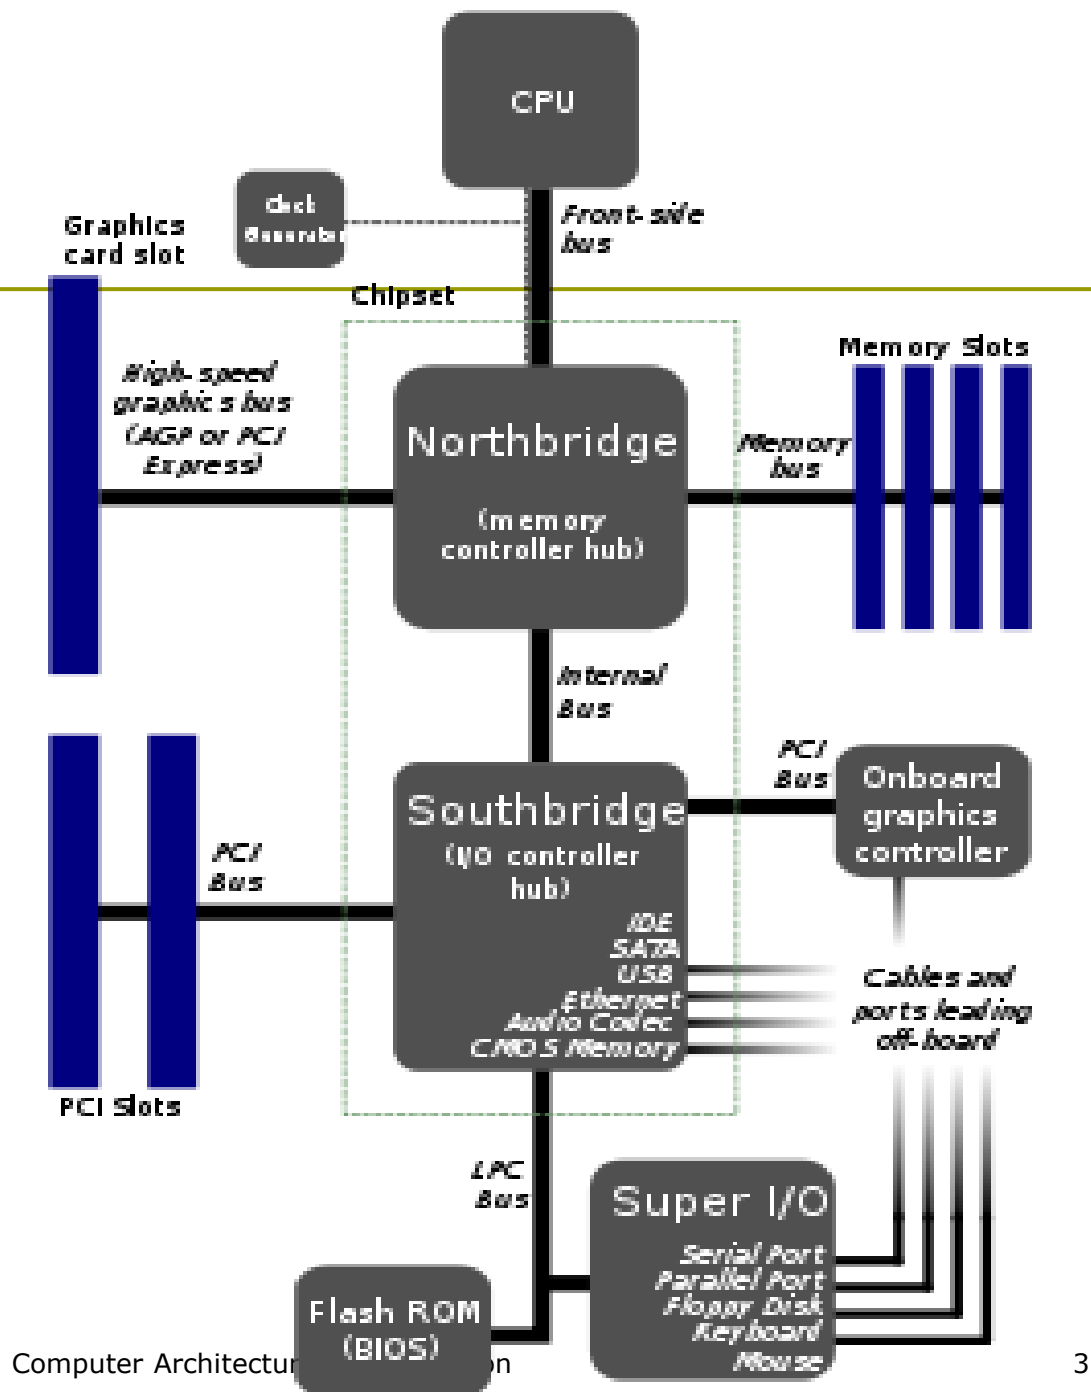 CPU
Clock
Generator
Graphics
card slot
Front-side
bus
Chipset
High-speed
graphics bus
(AGP or PCI
Express)
Northbridge
(memory
controller hub)
Memory Slots
Memory
bus
Internal
Bus
PCI
Bus
Onboard
graphics
controller
Southbridge
(I/O controller
hub)
PCI
Bus
IDE
SATA
USB
Ethernet
Audio Codec
CMOS Memory
Cables and
ports leading
off-board
PCI Slots
LPC
Bus
Super I/O
Serial Port
Parallel Port
Floppy Disk
Keyboard
Mouse
Flash ROM
(BIOS)
Computer
3